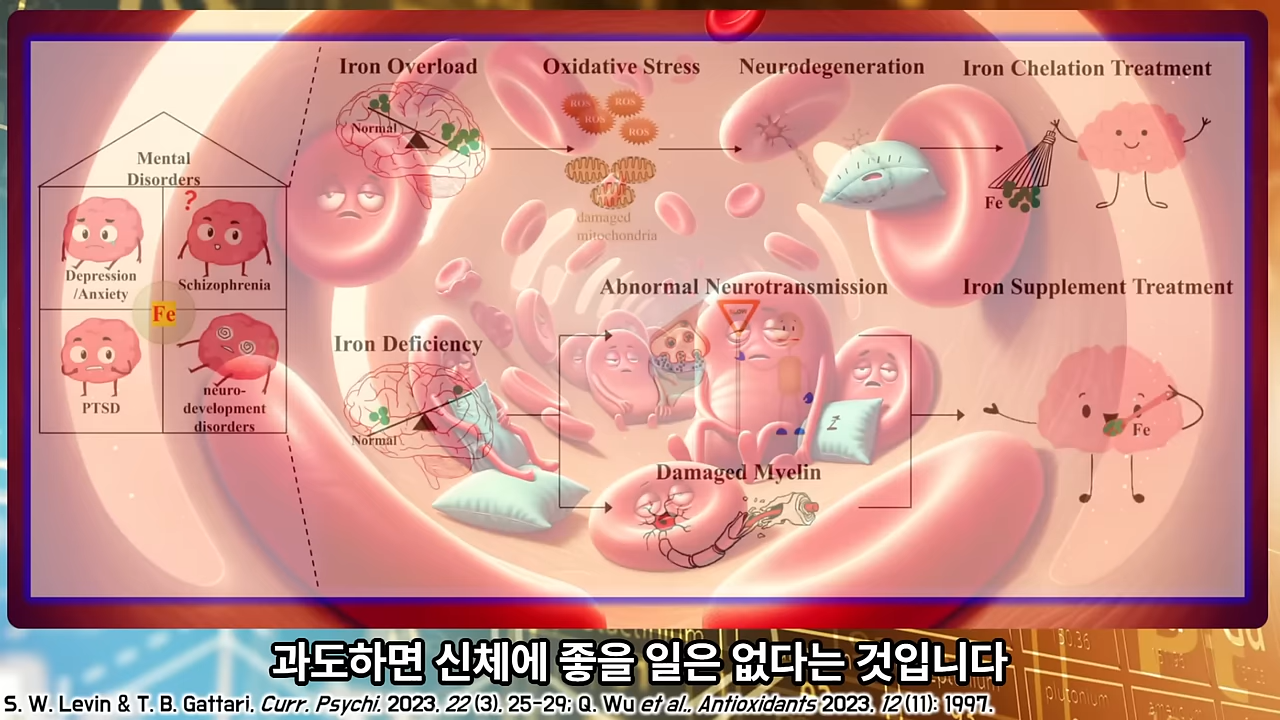 Iron Overload
Oxidative Stress
Neurodegeneration
Iron Chelation Treatment
ROS
ROS
ROS
ROS
Normal
Mental
Disorders
?
damaged
mitochondria
Fe
Depression
/Anxiety
Schizophrenia
Fe
Abnormal Neurotransmission
Iron Supplement Treatment
Iron Deficiency
PTSD
neuro-
development
disorders
Normal
z
Fe
Damaged Myelin
과도하면 신체에 좋을 일은 없다는 것입니다
plutonium
S. W. Levin & T. B. Gattari, Curr. Psychi. 2023, 22 (3), 25-29; Q. Wu et al., Antioxidants 2023, 12 (11): 1997.